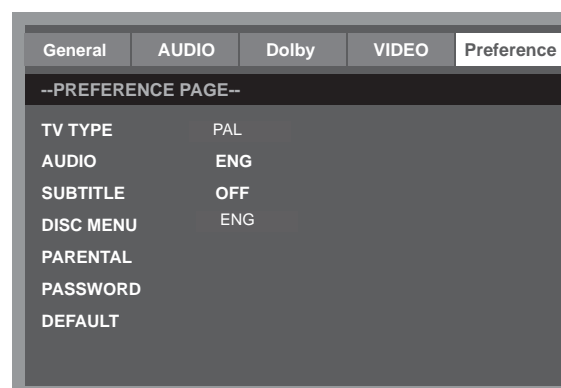 General AUDIO Dolby VIDEO Preference
--PREFERENCE PAGE--
TV TYPE PAL
AUDIO ENG
SUBTITLE OFF
DISC MENU ENG
PARENTAL
PASSWORD
DEFAULT